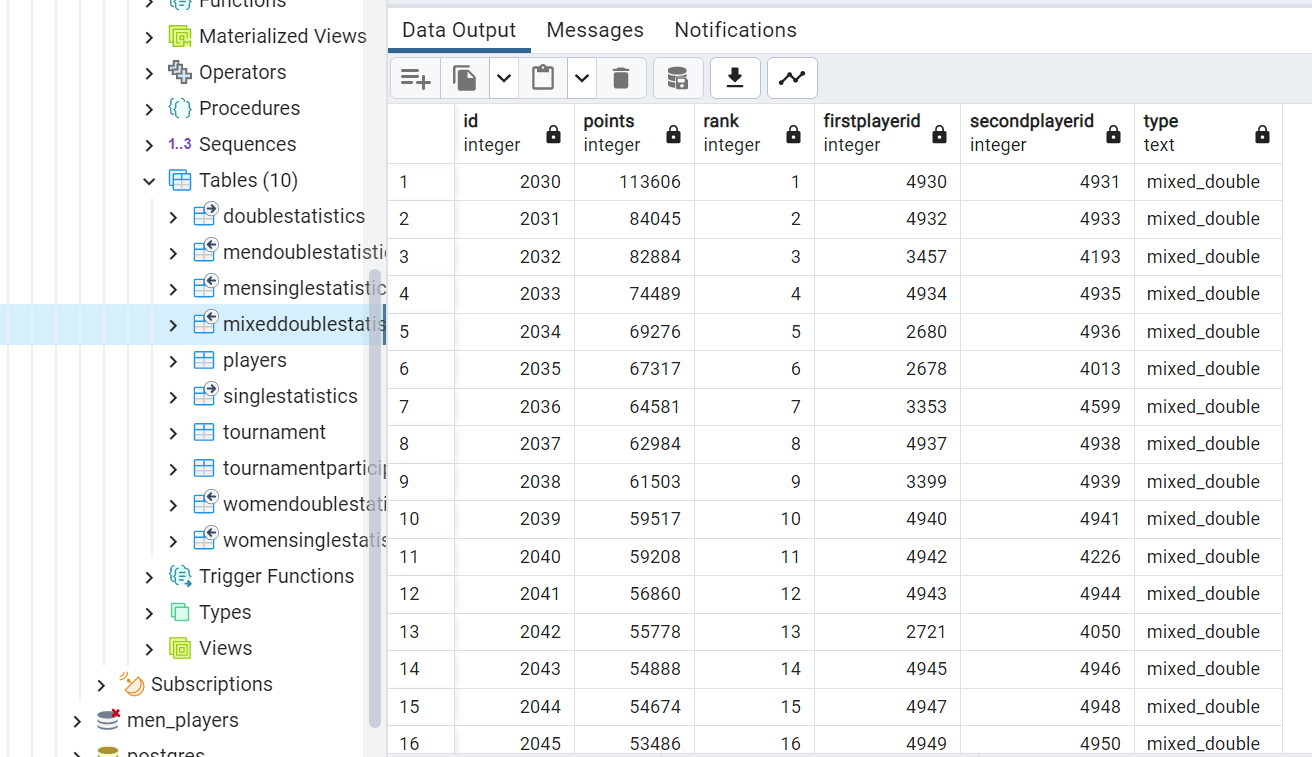 Functions
Materialized Views
Operators
Procedures
1..3 Sequences
Tables (10)
doublestatistics
mendoublestatisti
mensinglestatistic
mixeddoublestatis
players
singlestatistics
tournament
tournamentparticip
womendoublestati
womensinglestatis
Trigger Functions
Types
Views
Subscriptions
men_players
postgres
Data Output Messages Notifications
id points rank firstplayerid secondplayerid type
integer integer integer integer integer text
1 2030 113606 1 4930 4931 mixed_double
2 2031 84045 2 4932 4933 mixed_double
3 2032 82884 3 3457 4193 mixed_double
4 2033 74489 4 4934 4935 mixed_double
5 2034 69276 5 2680 4936 mixed_double
6 2035 67317 6 2678 4013 mixed_double
7 2036 64581 7 3353 4599 mixed_double
8 2037 62984 8 4937 4938 mixed_double
9 2038 61503 9 3399 4939 mixed_double
10 2039 59517 10 4940 4941 mixed_double
11 2040 59208 11 4942 4226 mixed_double
12 2041 56860 12 4943 4944 mixed_double
13 2042 55778 13 2721 4050 mixed_double
14 2043 54888 14 4945 4946 mixed_double
15 2044 54674 15 4947 4948 mixed_double
16 2045 53486 16 4949 4950 mixed_double